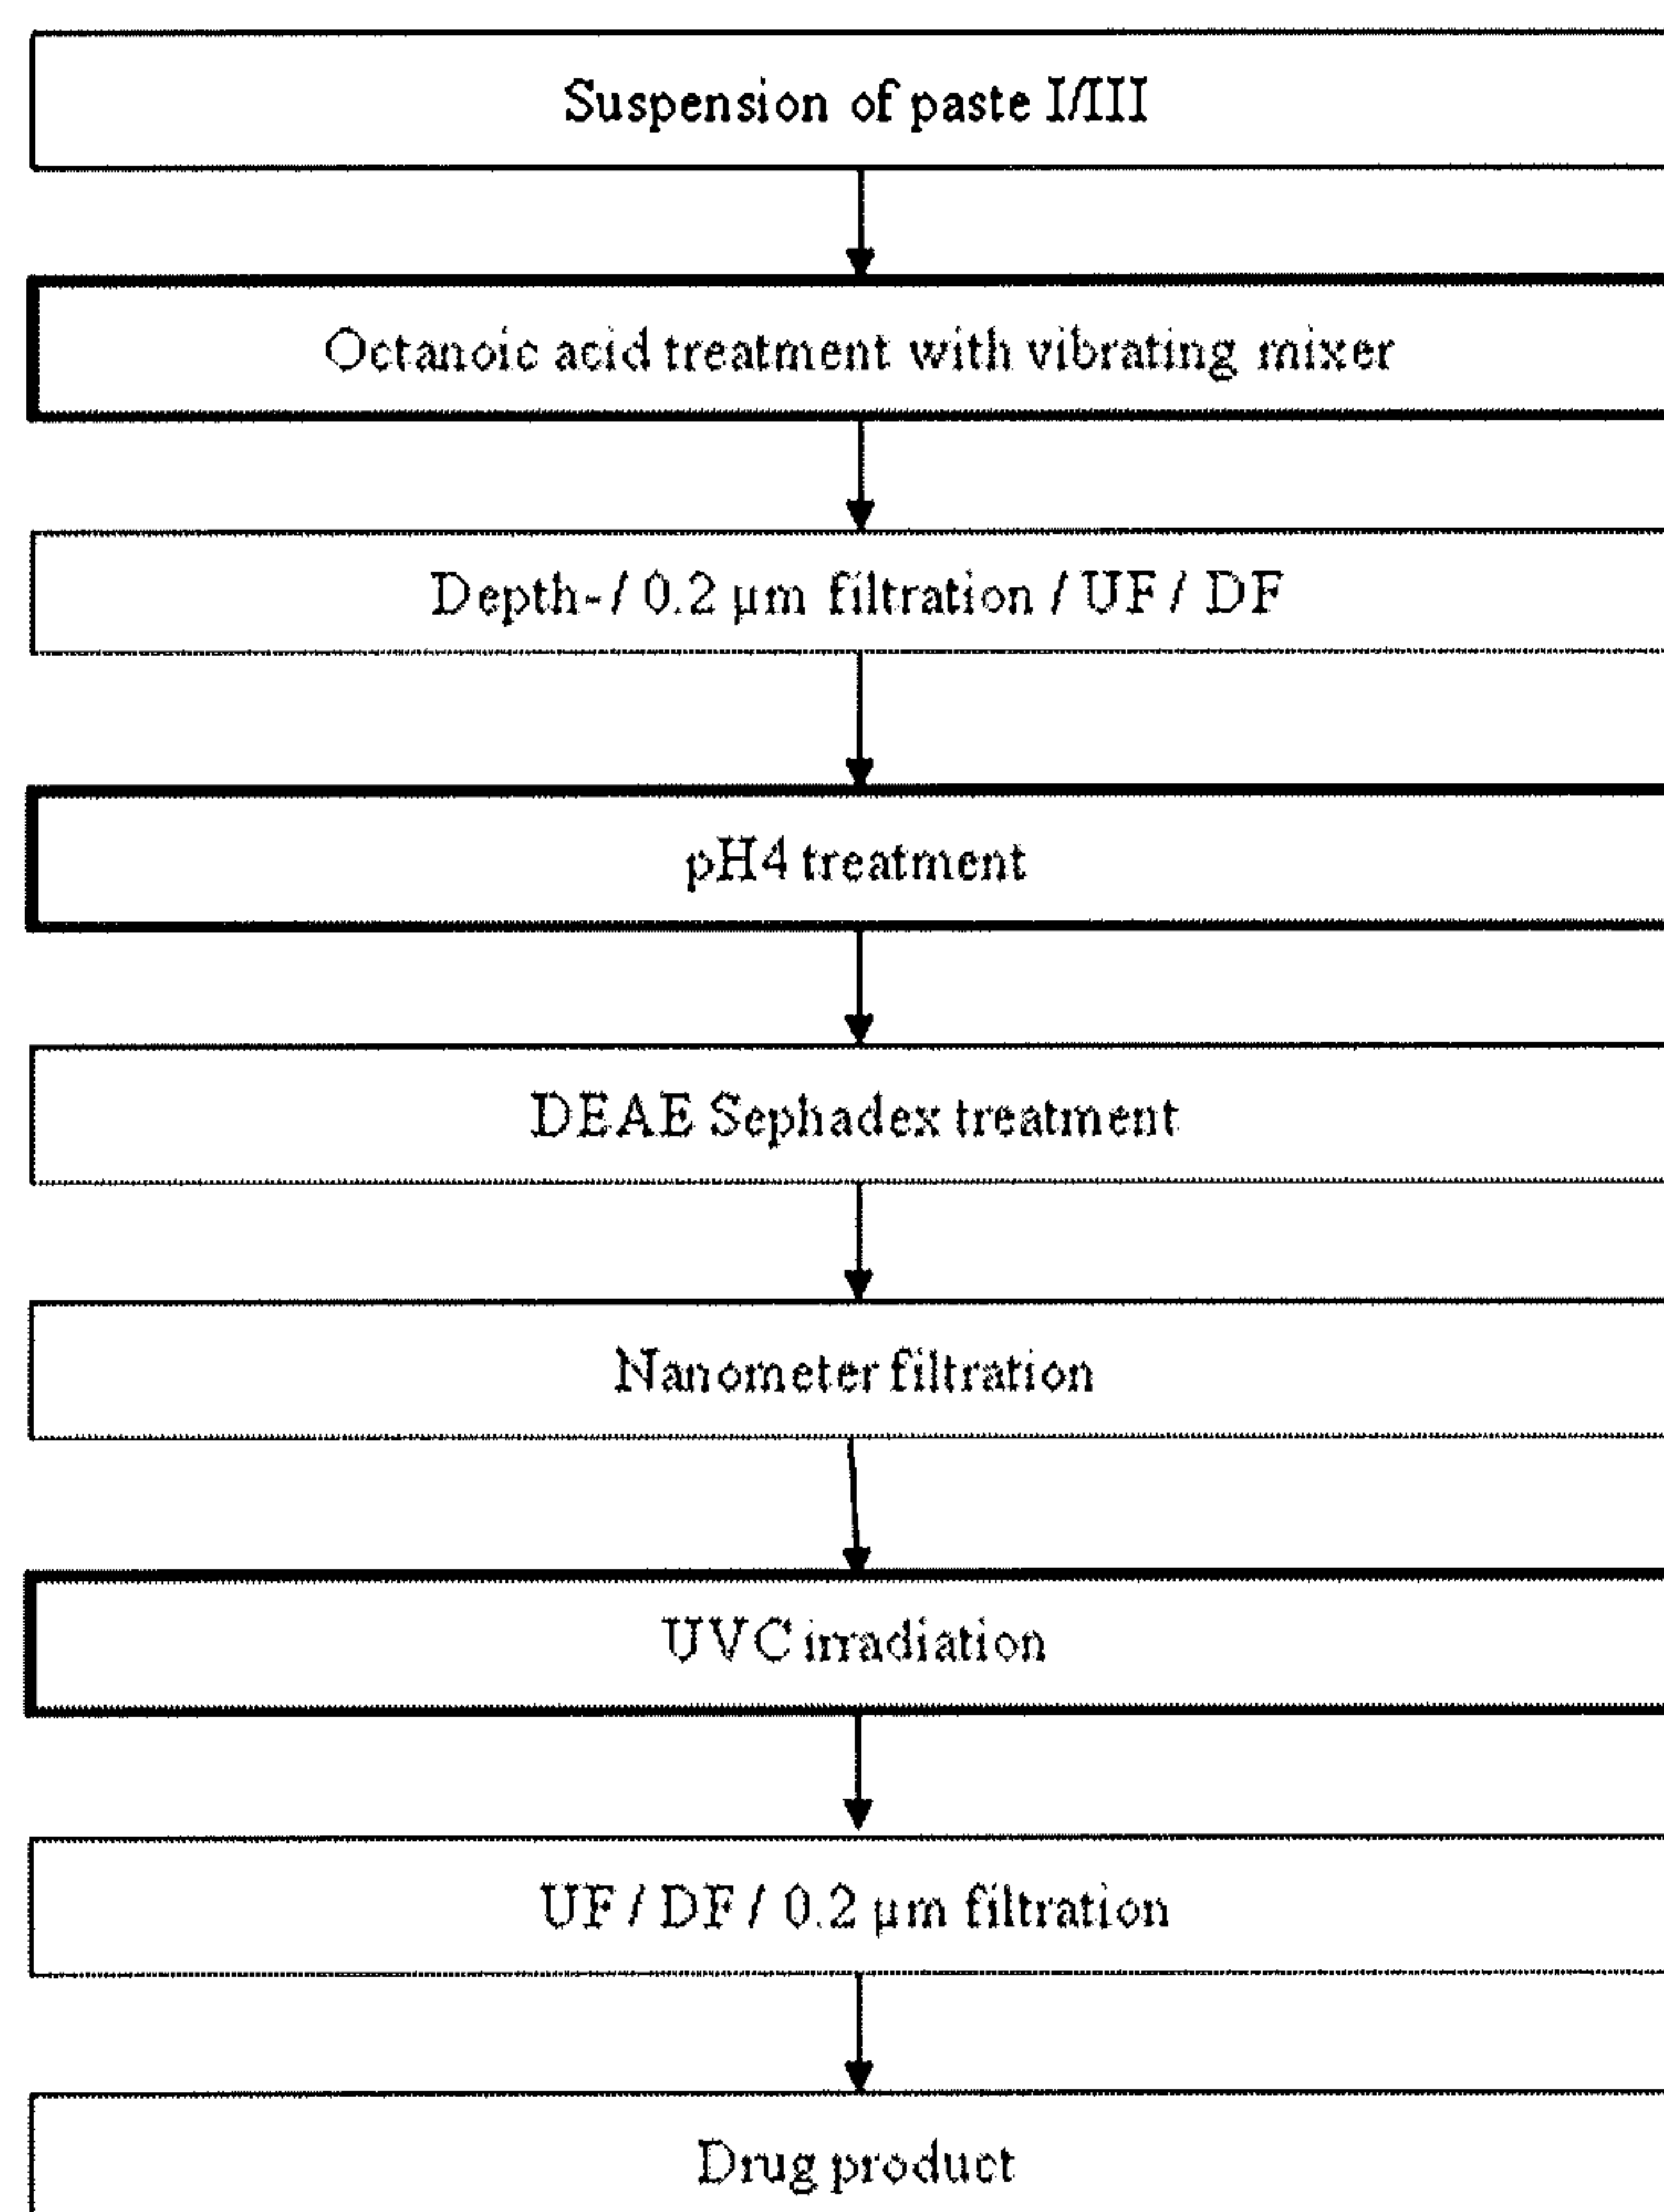 Suspension of paste I/III
Octanoic acid treatment with vibrating mixer
Depth-/ 0.2 µm filtration / UF / DF
pH4 treatment
DEAE Sephadex treatment
Nanometer filtration
UVC irradiation
UF / DF / 0.2 µm filtration
Drug product